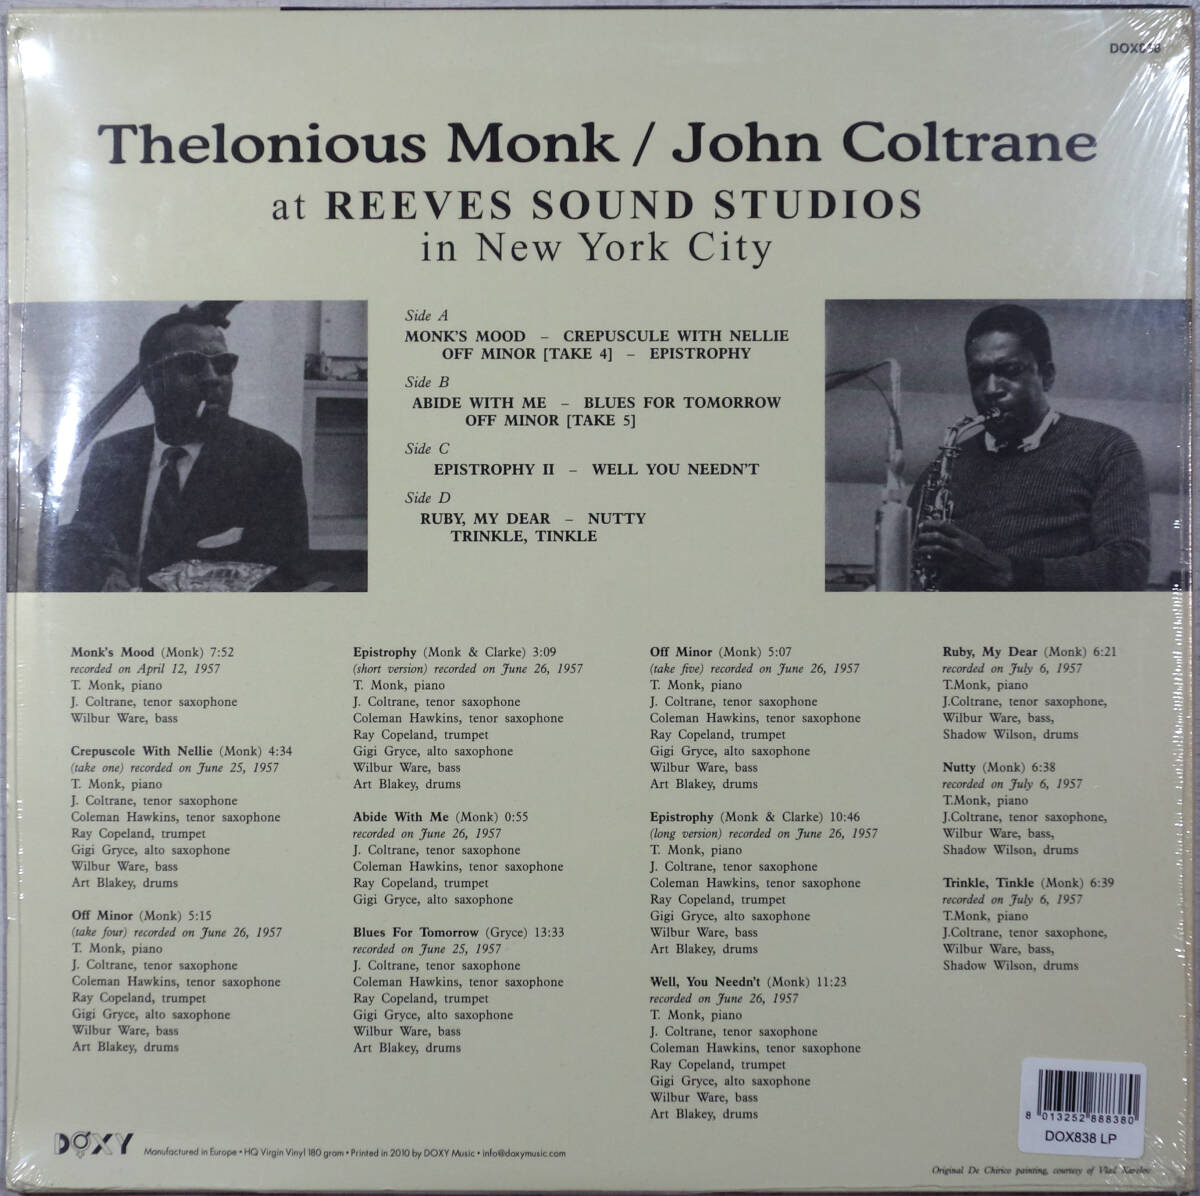 DOX838
Thelonious Monk / John Coltrane
at REEVES SOUND STUDIOS
in New York City
Side A
MONK'S MOOD – CREPUSCULE WITH NELLIE
OFF MINOR [TAKE 4] – EPISTROPHY
Side B
ABIDE WITH ME – BLUES FOR TOMORROW
OFF MINOR [TAKE 5]
Side C
EPISTROPHY II – WELL YOU NEEDN'T
Side D
RUBY, MY DEAR – NUTTY
TRINKLE, TINKLE
Monk's Mood (Monk) 7:52
recorded on April 12, 1957
T. Monk, piano
J. Coltrane, tenor saxophone
Wilbur Ware, bass
Crepuscole With Nellie (Monk) 4:34
(take one) recorded on June 25, 1957
T. Monk, piano
J. Coltrane, tenor saxophone
Coleman Hawkins, tenor saxophone
Ray Copeland, trumpet
Gigi Gryce, alto saxophone
Wilbur Ware, bass
Art Blakey, drums
Off Minor (Monk) 5:15
(take four) recorded on June 26, 1957
T. Monk, piano
J. Coltrane, tenor saxophone
Coleman Hawkins, tenor saxophone
Ray Copeland, trumpet
Gigi Gryce, alto saxophone
Wilbur Ware, bass
Art Blakey, drums
Epistrophy (Monk & Clarke) 3:09
(short version) recorded on June 26, 1957
T. Monk, piano
J. Coltrane, tenor saxophone
Coleman Hawkins, tenor saxophone
Ray Copeland, trumpet
Gigi Gryce, alto saxophone
Wilbur Ware, bass
Art Blakey, drums
Abide With Me (Monk) 0:55
recorded on June 26, 1957
J. Coltrane, tenor saxophone
Coleman Hawkins, tenor saxophone
Ray Copeland, trumpet
Gigi Gryce, alto saxophone
Blues For Tomorrow (Gryce) 13:33
recorded on June 25, 1957
J. Coltrane, tenor saxophone
Coleman Hawkins, tenor saxophone
Ray Copeland, trumpet
Gigi Gryce, alto saxophone
Wilbur Ware, bass
Art Blakey, drums
Off Minor (Monk) 5:07
(take five) recorded on June 26, 1957
T. Monk, piano
J. Coltrane, tenor saxophone
Coleman Hawkins, tenor saxophone
Ray Copeland, trumpet
Gigi Gryce, alto saxophone
Wilbur Ware, bass
Art Blakey, drums
Epistrophy (Monk & Clarke) 10:46
(long version) recorded on June 26, 1957
T. Monk, piano
J. Coltrane, tenor saxophone
Coleman Hawkins, tenor saxophone
Ray Copeland, trumpet
Gigi Gryce, alto saxophone
Wilbur Ware, bass
Art Blakey, drums
Well, You Needn't (Monk) 11:23
recorded on June 26, 1957
T. Monk, piano
J. Coltrane, tenor saxophone
Coleman Hawkins, tenor saxophone
Ray Copeland, trumpet
Gigi Gryce, alto saxophone
Wilbur Ware, bass
Art Blakey, drums
Ruby, My Dear (Monk) 6:21
recorded on July 6, 1957
T.Monk, piano
J.Coltrane, tenor saxophone,
Wilbur Ware, bass,
Shadow Wilson, drums
Nutty (Monk) 6:38
recorded on July 6, 1957
T.Monk, piano
J.Coltrane, tenor saxophone,
Wilbur Ware, bass,
Shadow Wilson, drums
Trinkle, Tinkle (Monk) 6:39
recorded on July 6, 1957
T.Monk, piano
J.Coltrane, tenor saxophone,
Wilbur Ware, bass,
Shadow Wilson, drums
8 013252 888380
DOX838 LP
DOXY Manufactured in Europe • HQ Virgin Vinyl 180 gram • Printed in 2010 by DOXY Music • info@doxymusic.com
Original De Chirico painting, courtesy of Vlad